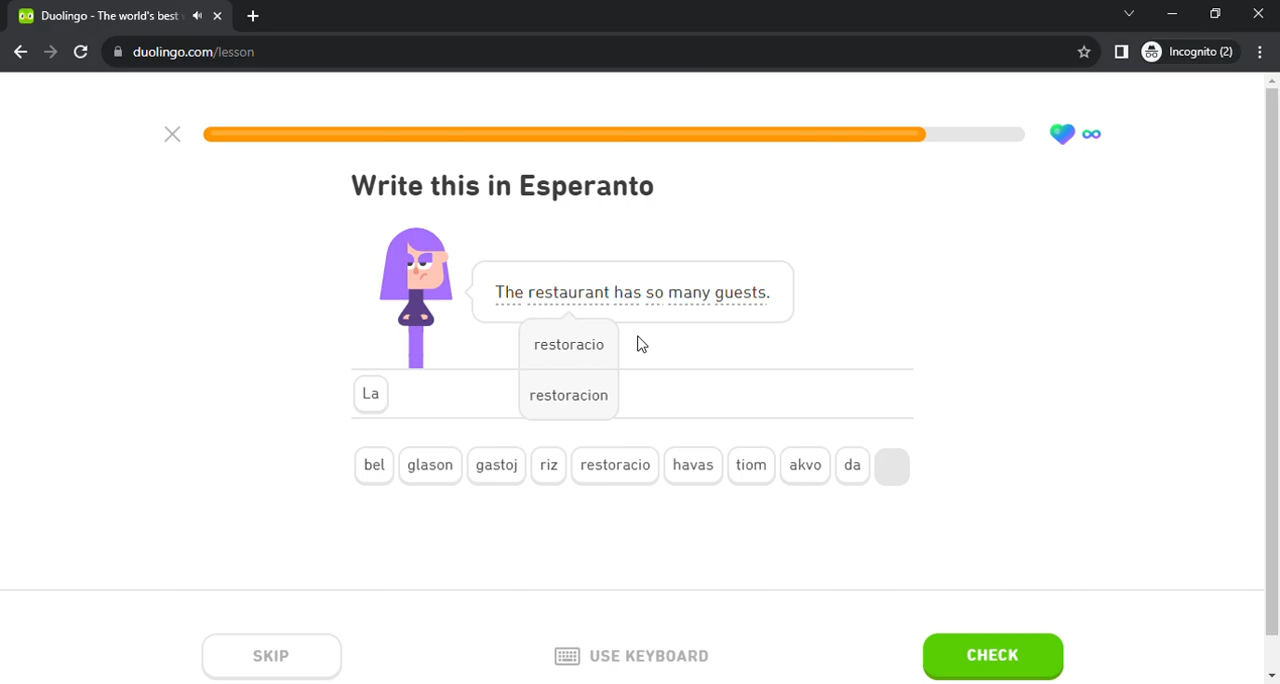 Duolingo - The world's best
duolingo.com/lesson
Incognito (2)
Write this in Esperanto
The restaurant has so many guests.
restoracio
restoracion
La
bel glason gastoj riz restoracio havas tiom akvo da
SKIP USE KEYBOARD CHECK